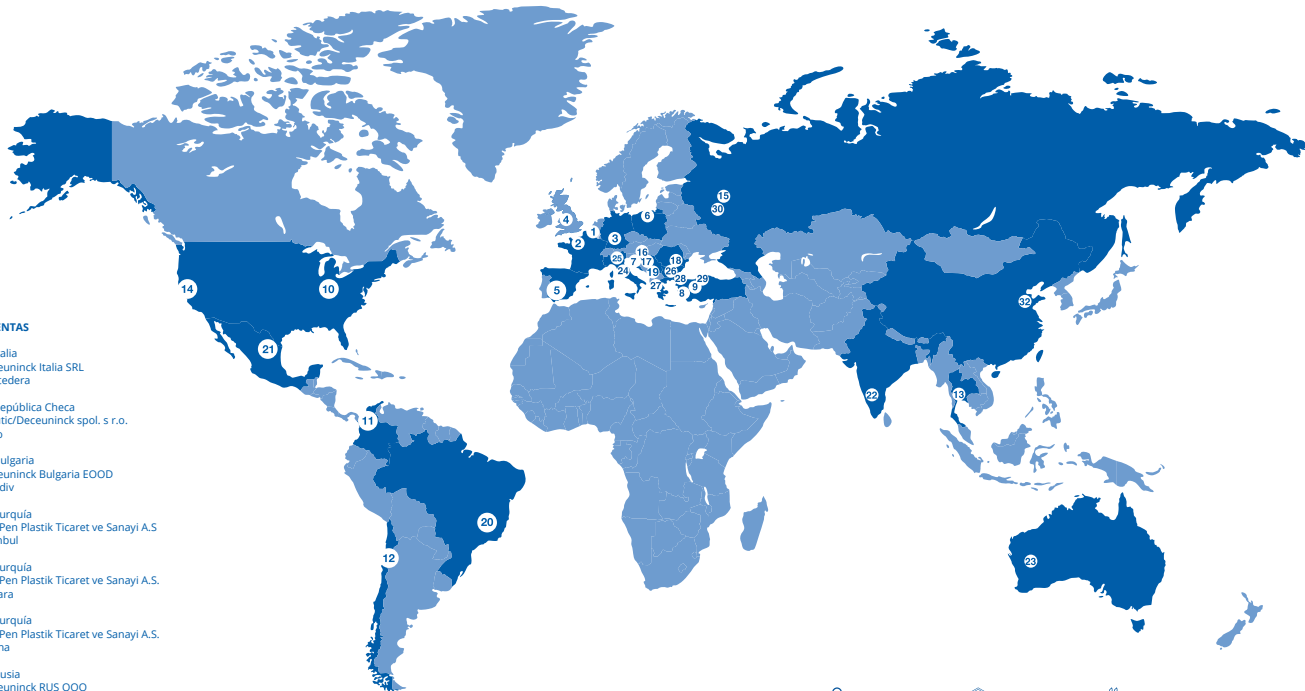 15
30
6
4
1
3
2
16
25
7
17
18
24
19
26
28
29
27
8
9
5
14
10
32
21
22
13
11
20
12
23
ENTAS
alia
euninck Italia SRL
cedera
epública Checa
tic/Deceuninck spol. s r.o.
o
ulgaria
euninck Bulgaria EOOD
div
urquía
Pen Plastik Ticaret ve Sanayi A.S
nbul
urquía
Pen Plastik Ticaret ve Sanayi A.S.
ara
urquía
Pen Plastik Ticaret ve Sanayi A.S.
na
usia
euninck RUS OOO